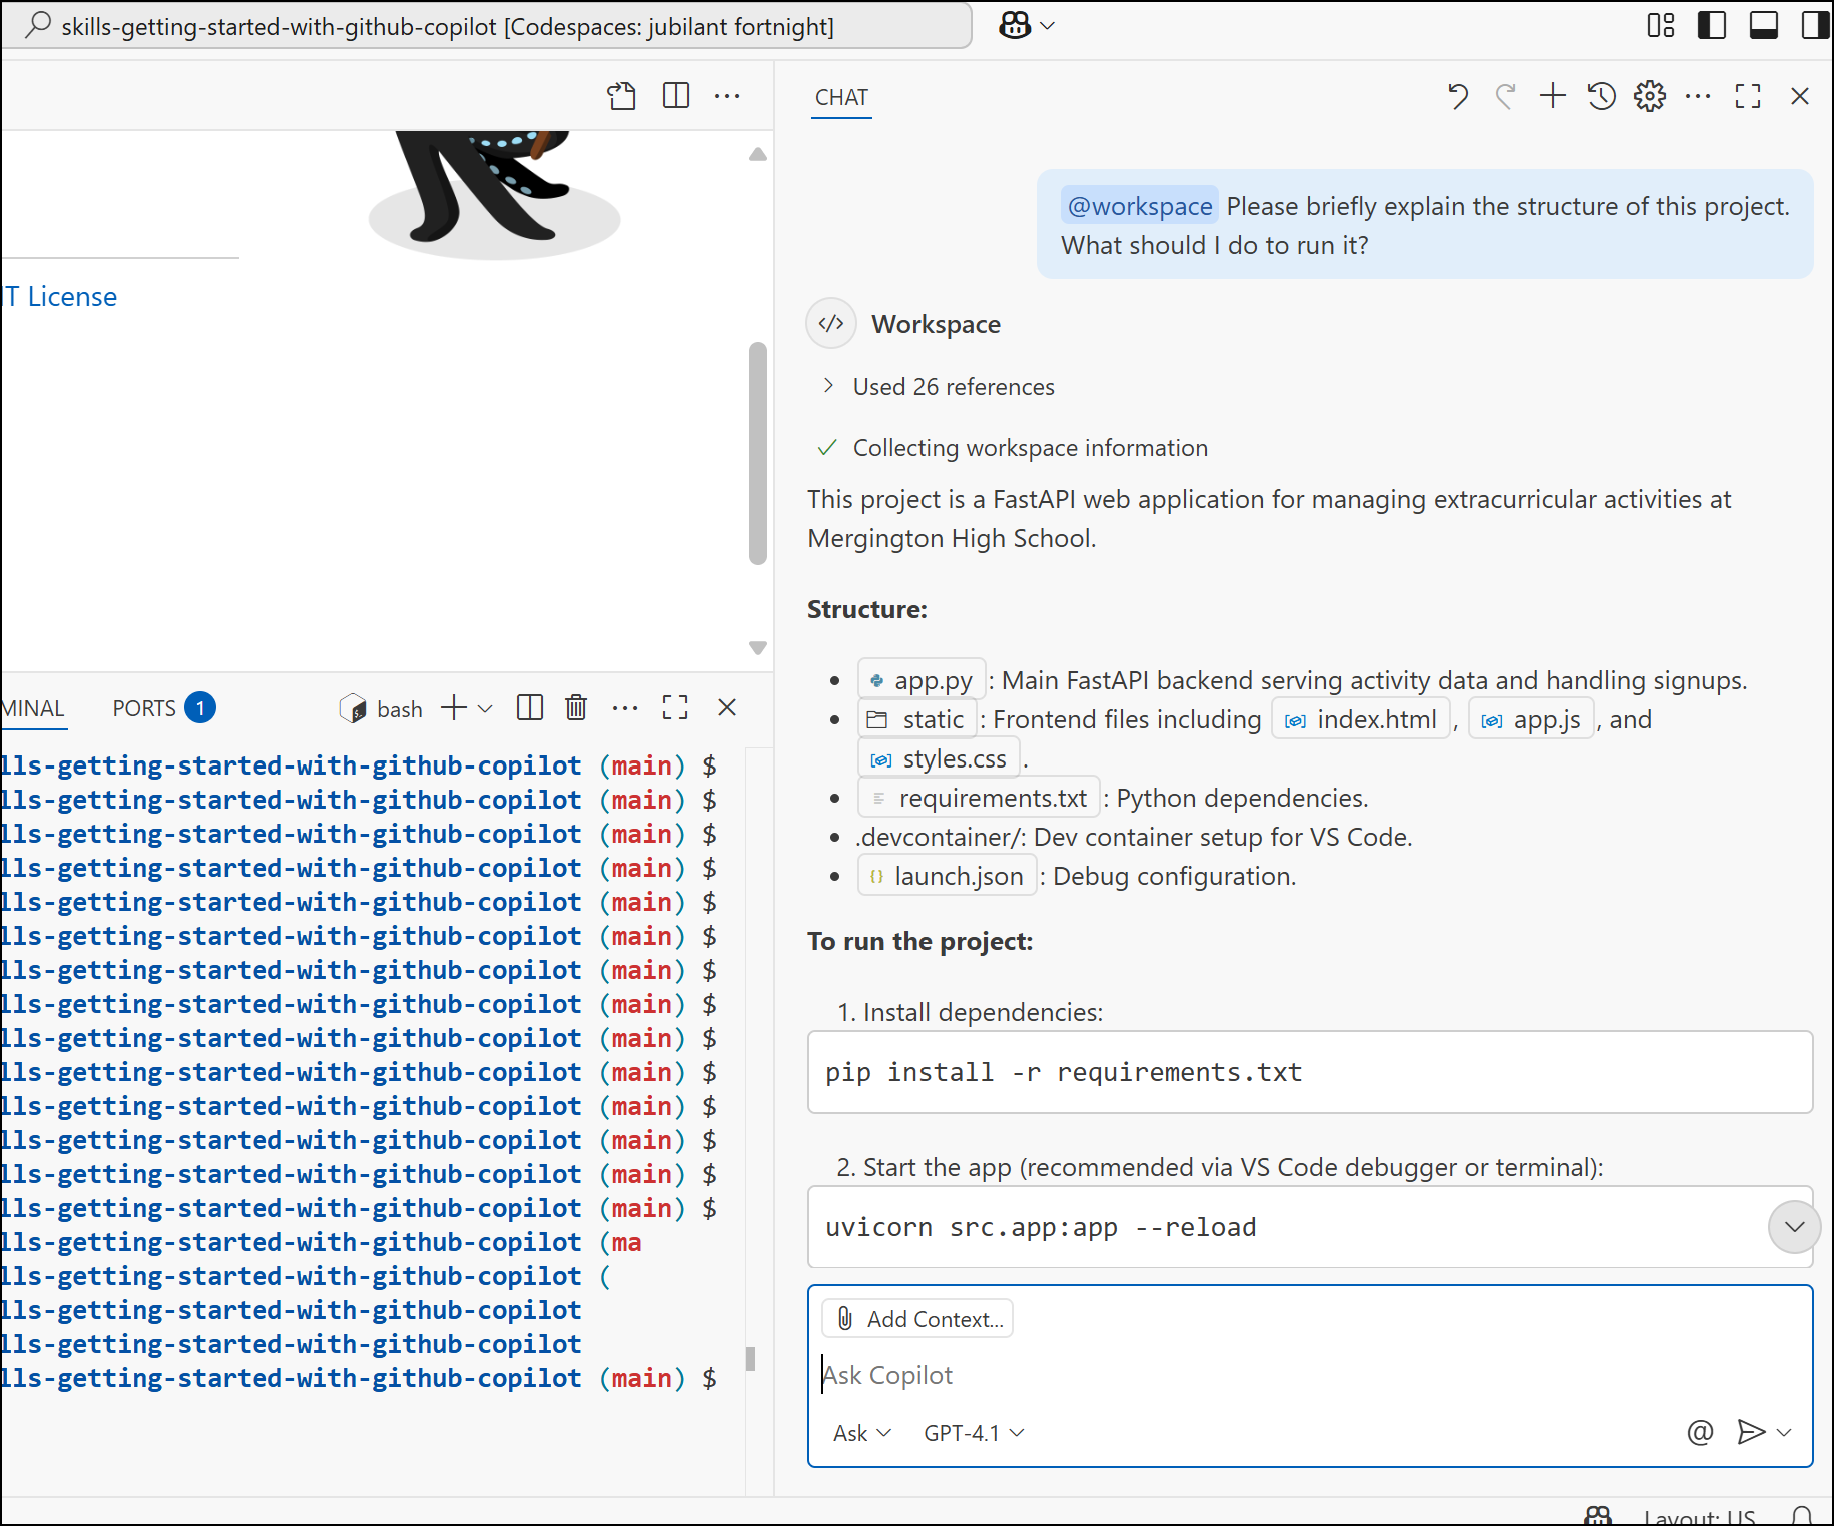 skills-getting-started-with-github-copilot [Codespaces: jubilant fortnight]
IT License
MINAL PORTS 1 bash
lls-getting-started-with-github-copilot (main) $
lls-getting-started-with-github-copilot (main) $
lls-getting-started-with-github-copilot (main) $
lls-getting-started-with-github-copilot (main) $
lls-getting-started-with-github-copilot (main) $
lls-getting-started-with-github-copilot (main) $
lls-getting-started-with-github-copilot (main) $
lls-getting-started-with-github-copilot (main) $
lls-getting-started-with-github-copilot (main) $
lls-getting-started-with-github-copilot (main) $
lls-getting-started-with-github-copilot (main) $
lls-getting-started-with-github-copilot (main) $
lls-getting-started-with-github-copilot (main) $
lls-getting-started-with-github-copilot (main) $
lls-getting-started-with-github-copilot (ma
lls-getting-started-with-github-copilot (
lls-getting-started-with-github-copilot
lls-getting-started-with-github-copilot
lls-getting-started-with-github-copilot (main) $
CHAT
@workspace Please briefly explain the structure of this project.
What should I do to run it?
Workspace
Used 26 references
Collecting workspace information
This project is a FastAPI web application for managing extracurricular activities at
Mergington High School.
Structure:
• app.py : Main FastAPI backend serving activity data and handling signups.
• static : Frontend files including index.html , app.js , and
styles.css .
• requirements.txt : Python dependencies.
• .devcontainer/: Dev container setup for VS Code.
• launch.json : Debug configuration.
To run the project:
1. Install dependencies:
pip install -r requirements.txt
2. Start the app (recommended via VS Code debugger or terminal):
uvicorn src.app:app --reload
Add Context...
Ask Copilot
Ask GPT-4.1
Layout: US